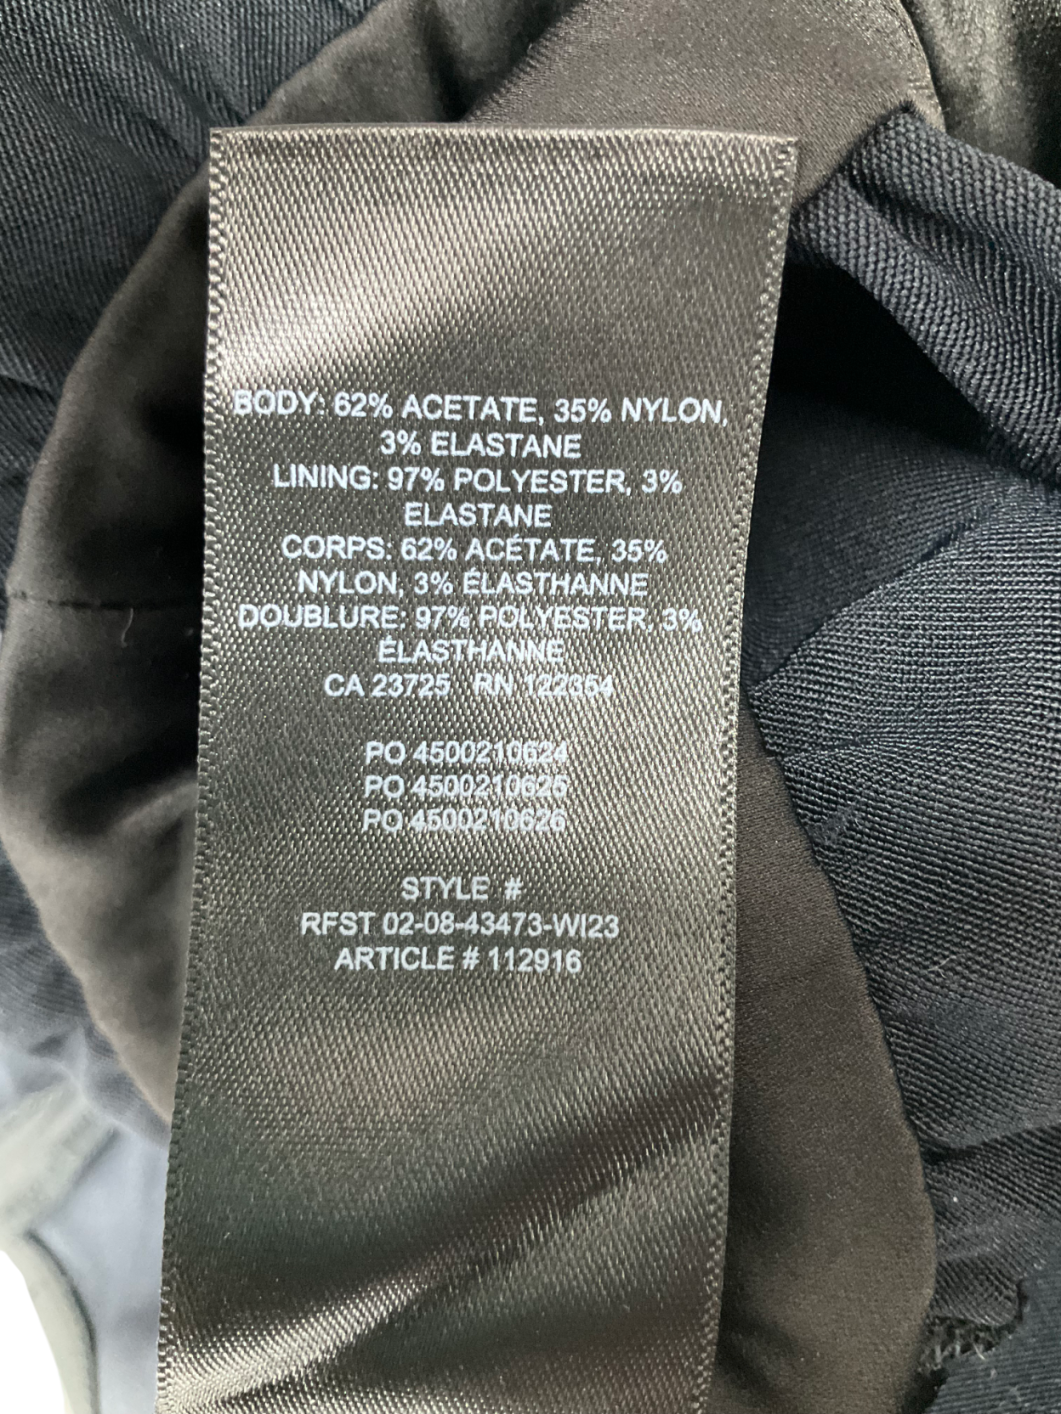 BODY: 62% ACETATE, 35% NYLON,
3% ELASTANE
LINING: 97% POLYESTER, 3%
ELASTANE
CORPS: 62% ACÉTATE, 35%
NYLON, 3% ÉLASTHANNE
DOUBLURE: 97% POLYESTER, 3%
ÉLASTHANNE
CA 23725 RN 122354
PO 4500210624
PO 4500210625
PO 4500210626
STYLE #
RFST 02-08-43473-WI23
ARTICLE # 112916